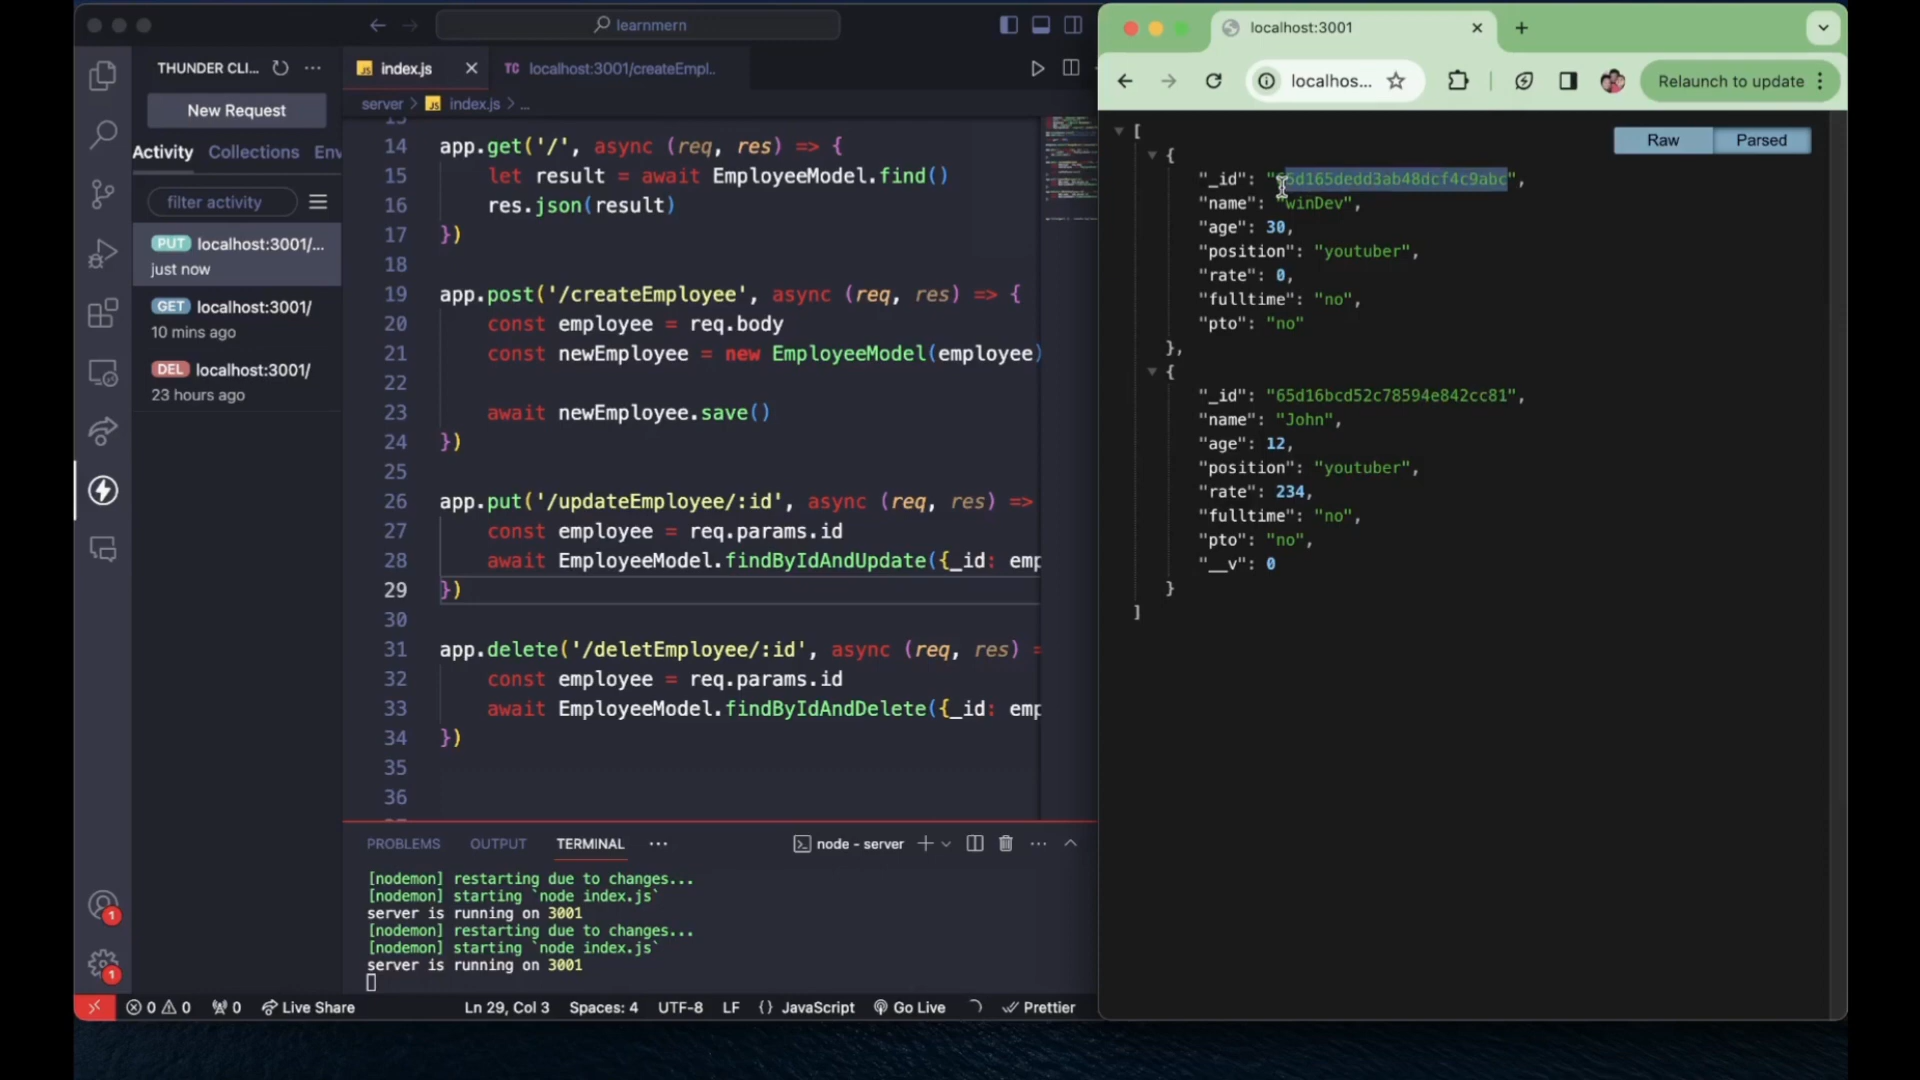 learnmern
THUNDER CLI...
New Request
Activity Collections Env
filter activity
PUT localhost:3001/...
just now
GET localhost:3001/
10 mins ago
DEL localhost:3001/
23 hours ago
1
1
JS index.js
TC localhost:3001/createEmpl..
server > JS index.js > ...
14 app.get('/', async (req, res) => {
15 let result = await EmployeeModel.find()
16 res.json(result)
17 })
18
19 app.post('/createEmployee', async (req, res) => {
20 const employee = req.body
21 const newEmployee = new EmployeeModel(employee)
22
23 await newEmployee.save()
24 })
25
26 app.put('/updateEmployee/:id', async (req, res) =>
27 const employee = req.params.id
28 await EmployeeModel.findByIdAndUpdate({_id: emp
29 })
30
31 app.delete('/deletEmployee/:id', async (req, res) =
32 const employee = req.params.id
33 await EmployeeModel.findByIdAndDelete({_id: emp
34 })
35
36
PROBLEMS OUTPUT TERMINAL ... node - server
[nodemon] restarting due to changes...
[nodemon] starting `node index.js`
server is running on 3001
[nodemon] restarting due to changes...
[nodemon] starting `node index.js`
server is running on 3001
0 0 0 Live Share Ln 29, Col 3 Spaces: 4 UTF-8 LF {} JavaScript Go Live Prettier
localhost:3001
localhos... Relaunch to update
Raw Parsed
[
{
"_id": "65d165dedd3ab48dcf4c9abc",
"name": "winDev",
"age": 30,
"position": "youtuber",
"rate": 0,
"fulltime": "no",
"pto": "no"
},
{
"_id": "65d16bcd52c78594e842cc81",
"name": "John",
"age": 12,
"position": "youtuber",
"rate": 234,
"fulltime": "no",
"pto": "no",
"__v": 0
}
]